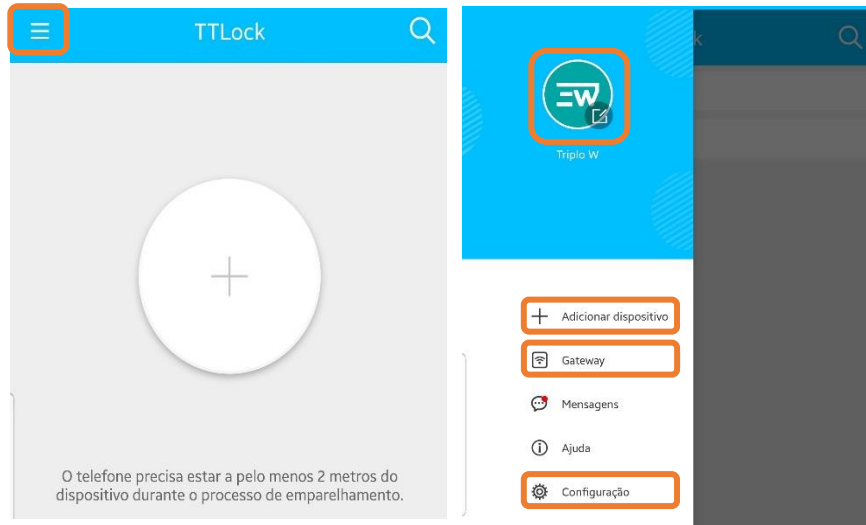 TTLock
O telefone precisa estar a pelo menos 2 metros do
dispositivo durante o processo de emparelhamento.
k
Triplo W
Adicionar dispositivo
Gateway
Mensagens
Ajuda
Configuração